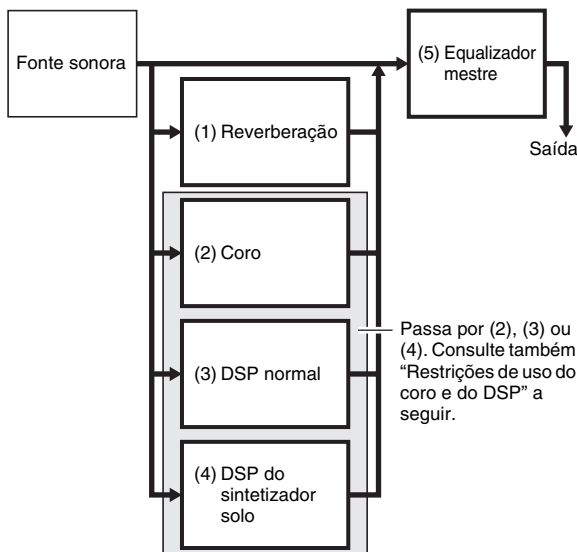 Fonte sonora
(5) Equalizador
mestre
Saída
(1) Reverberação
(2) Coro
Passa por (2), (3) ou
(4). Consulte também
“Restrições de uso do
coro e do DSP” a
seguir.
(3) DSP normal
(4) DSP do
sintetizador
solo